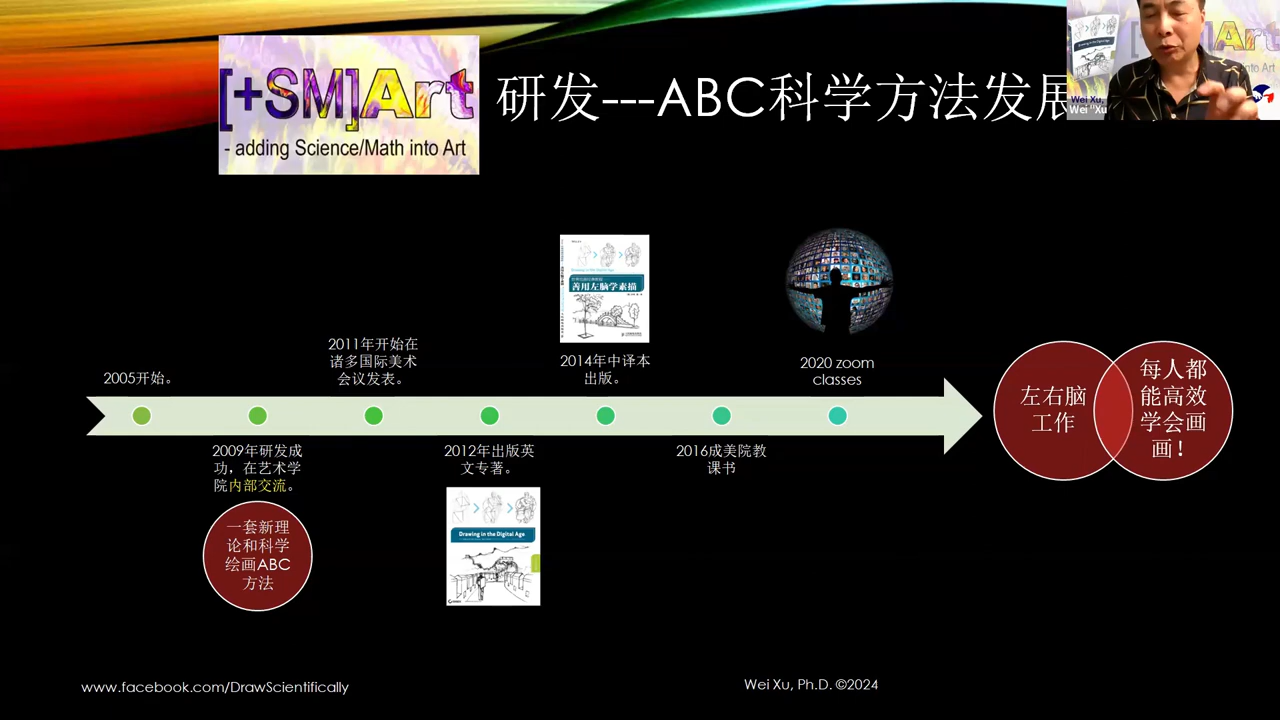 [+SM]Art
- adding Science/Math into Art
研发---ABC科学方法发展
Art
Wei Xu,
Wei "Xu
2005开始。
2009年研发成
功，在艺术学
院内部交流。
一套新理
论和科学
绘画ABC
方法
2011年开始在
诸多国际美术
会议发表。
2012年出版英
文专著。
Drawing in the Digital Age
善用左脑学素描
2014年中译本
出版。
2016成美院教
课书
2020 zoom
classes
左右脑
工作
每人都
能高效
学会画
画！
www.facebook.com/DrawScientifically
Wei Xu, Ph.D. ©2024